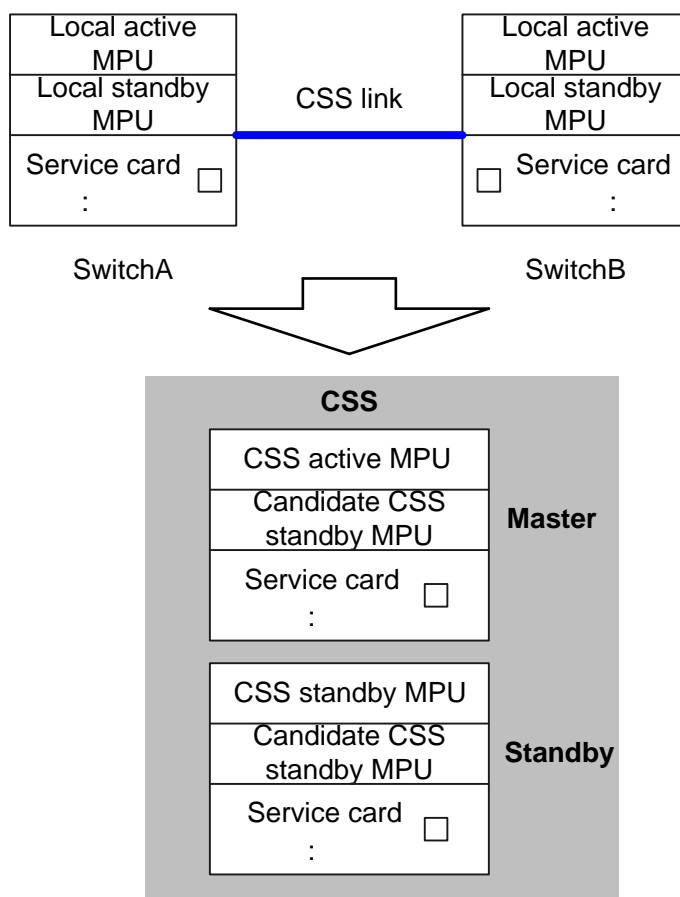 Local active
MPU
Local standby
MPU
Service card
:
SwitchA
CSS link
Local active
MPU
Local standby
MPU
Service card
:
SwitchB
CSS
CSS active MPU
Candidate CSS
standby MPU
Service card
:
Master
CSS standby MPU
Candidate CSS
standby MPU
Service card
:
Standby